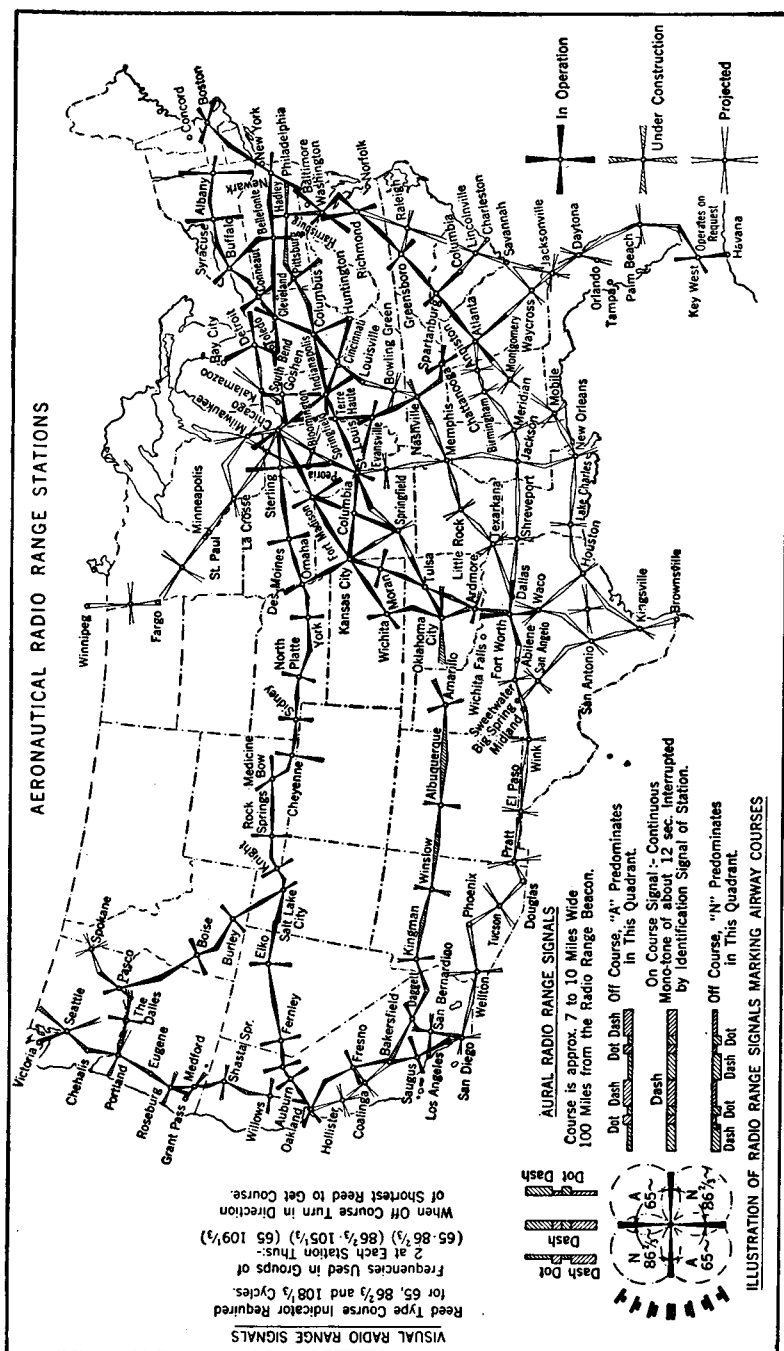 AERONAUTICAL RADIO RANGE STATIONS
Victoria
Seattle
Spokane
Chehalis
Pasco
Portland
The Dalles
Eugene
Roseburg
Medford
Grant Pass
Shasta Spr.
Willows
Auburn
Oakland
Fernley
Hollister
Coalinga
Fresno
Bakersfield
Saugus
Los Angeles
San Diego
Daggett
San Bernardino
Kingman
Wellton
Phoenix
Tucson
Douglas
Boise
Burley
Elko
Salt Lake City
Knight
Rock Springs
Medicine Bow
Cheyenne
Sidney
North Platte
York
Omaha
Des Moines
Winslow
Albuquerque
Amarillo
Pratt
El Paso
Wink
Midland
Big Spring
Sweetwater
San Angelo
Abilene
Fort Worth
Wichita Falls
Dallas
Waco
San Antonio
Kingsville
Brownsville
Houston
Lake Charles
New Orleans
Winnipeg
Fargo
St. Paul
Minneapolis
La Crosse
Milwaukee
Chicago
Sterling
Peoria
Bloomington
Springfield
Fort Madison
Kansas City
Columbia
St. Louis
Moran
Wichita
Oklahoma City
Tulsa
Springfield
Ardmore
Little Rock
Texarkana
Shreveport
Jackson
Meridian
Mobile
Memphis
Nashville
Evansville
Terre Haute
Indianapolis
Louisville
Bowling Green
Cincinnati
Huntington
Columbus
Kalamazoo
South Bend
Goshen
Bay City
Detroit
Toledo
Cleveland
Conneaut
Pittsburg
Buffalo
Syracuse
Albany
Bellefonte
Hadley
Harrisburg
Newark
New York
Philadelphia
Baltimore
Washington
Concord
Boston
Norfolk
Richmond
Raleigh
Greensboro
Spartanburg
Columbia
Lincolnville
Charleston
Savannah
Chattanooga
Anniston
Atlanta
Birmingham
Montgomery
Waycross
Jacksonville
Daytona
Orlando
Tampa
Palm Beach
Key West
Operates on
Request
Havana
In Operation
Under Construction
Projected
VISUAL RADIO RANGE SIGNALS
Reed Type Course Indicator Required
for 65, 86⅔ and 108⅓ Cycles.
Frequencies Used in Groups of
2 at Each Station Thus:-
(65-86⅔) (86⅔-105⅓) (65 109⅓)
When Off Course Turn in Direction
of Shortest Reed to Get Course.
AURAL RADIO RANGE SIGNALS
Course is approx. 7 to 10 Miles Wide
100 Miles from the Radio Range Beacon.
Dot Dash Dot Dash Off Course, "A" Predominates
In This Quadrant.
Dash On Course Signal:- Continuous
Mono-tone of about 12 sec. Interrupted
by Identification Signal of Station.
Dash Dot Dash Dot Off Course, "N" Predominates
in This Quadrant.
Dash
Dot
Dash
Dot
Dash
N
86⅔~
A
65~
A
65~
N
86⅔~
ILLUSTRATION OF RADIO RANGE SIGNALS MARKING AIRWAY COURSES